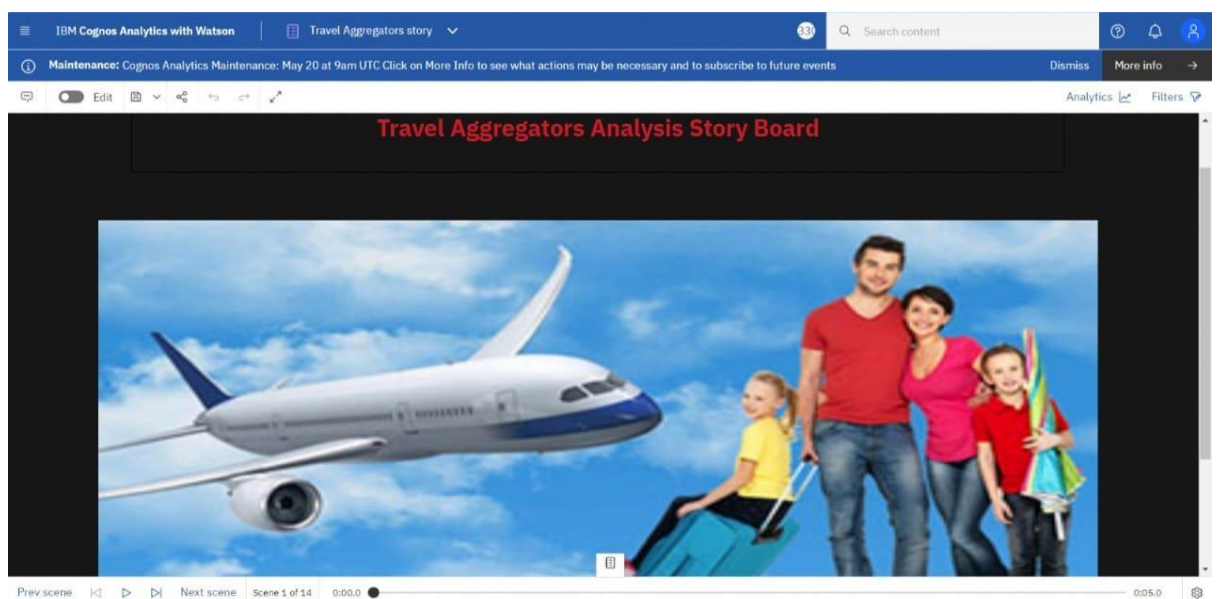 IBM Cognos Analytics with Watson
Travel Aggregators story
Search content
Maintenance: Cognos Analytics Maintenance: May 20 at 9am UTC Click on More Info to see what actions may be necessary and to subscribe to future events
Dismiss
More info
Edit
Analytics
Filters
Travel Aggregators Analysis Story Board
Prev scene
Next scene
Scene 1 of 14
0:00.0
0:05.0